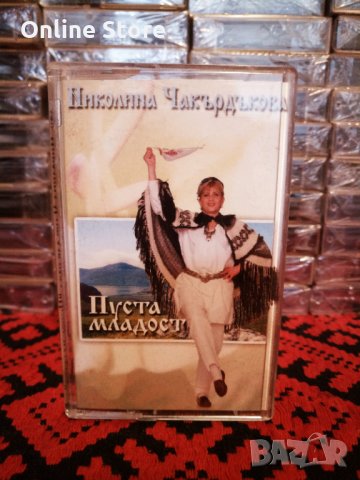 Online Store
Николина Чакърдъкова
Пуста
младост
BAZAR